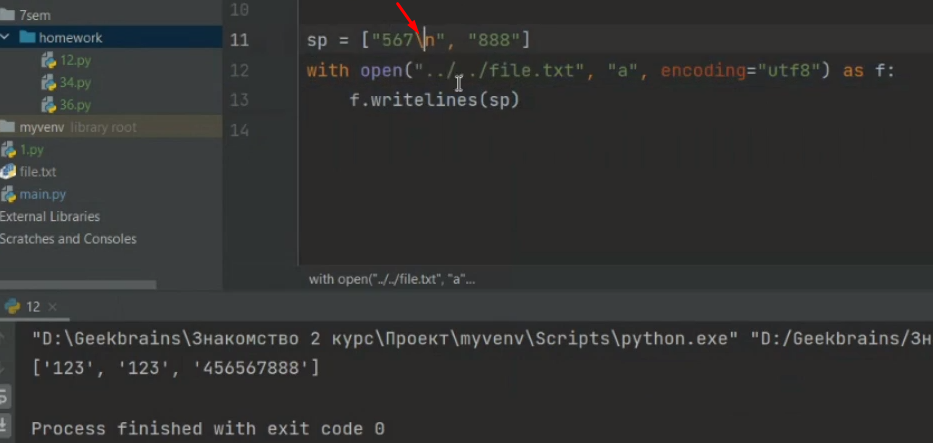 7sem
homework
12.py
34.py
36.py
myvenv library root
1.py
file.txt
main.py
External Libraries
Scratches and Consoles
10
11 sp = ["567\n", "888"]
12 with open("../../file.txt", "a", encoding="utf8") as f:
13 f.writelines(sp)
14
with open("../../file.txt", "a"...
12
"D:\Geekbrains\Знакомство 2 курс\Проект\myvenv\Scripts\python.exe" "D:/Geekbrains/Зн
['123', '123', '456567888']
Process finished with exit code 0